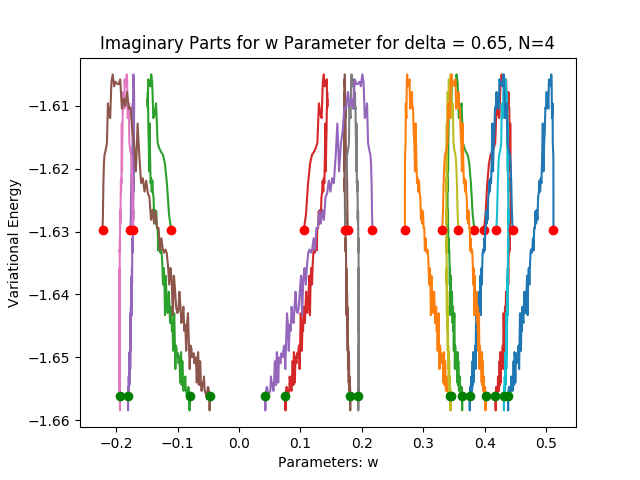 Imaginary Parts for w Parameter for delta = 0.65, N=4
Variational Energy
−1.61
−1.62
−1.63
−1.64
−1.65
−1.66
−0.2 −0.1 0.0 0.1 0.2 0.3 0.4 0.5
Parameters: w